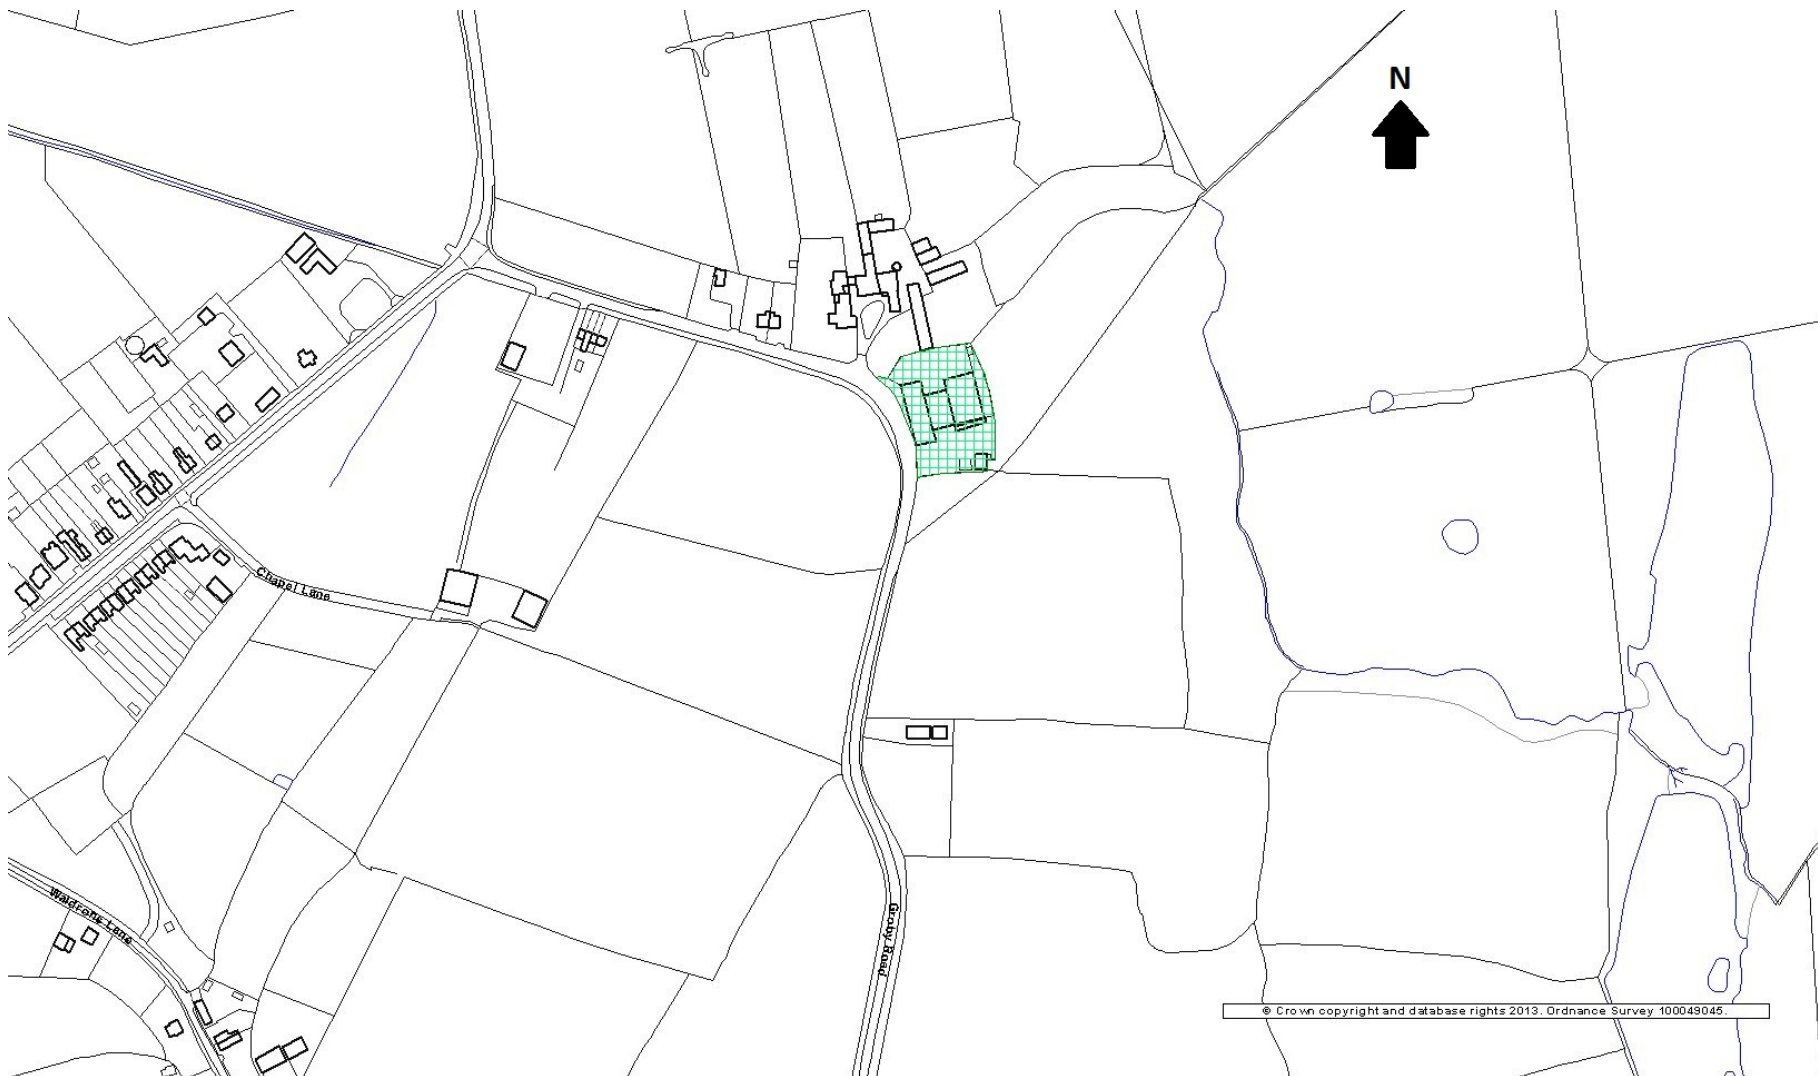 N
Chapel Lane
Waldrons Lane
Groby Road
© Crown copyright and database rights 2013. Ordnance Survey 100049045.